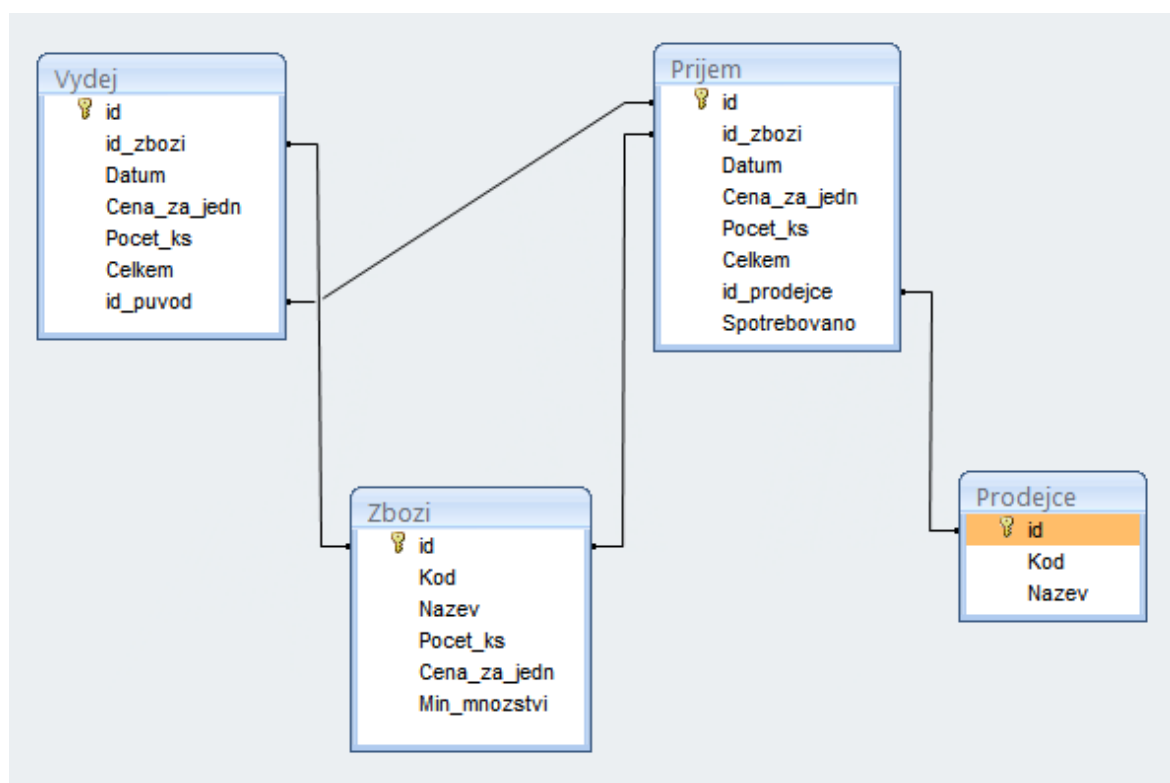 Vydej
id
id_zbozi
Datum
Cena_za_jedn
Pocet_ks
Celkem
id_puvod
Prijem
id
id_zbozi
Datum
Cena_za_jedn
Pocet_ks
Celkem
id_prodejce
Spotrebovano
Zbozi
id
Kod
Nazev
Pocet_ks
Cena_za_jedn
Min_mnozstvi
Prodejce
id
Kod
Nazev